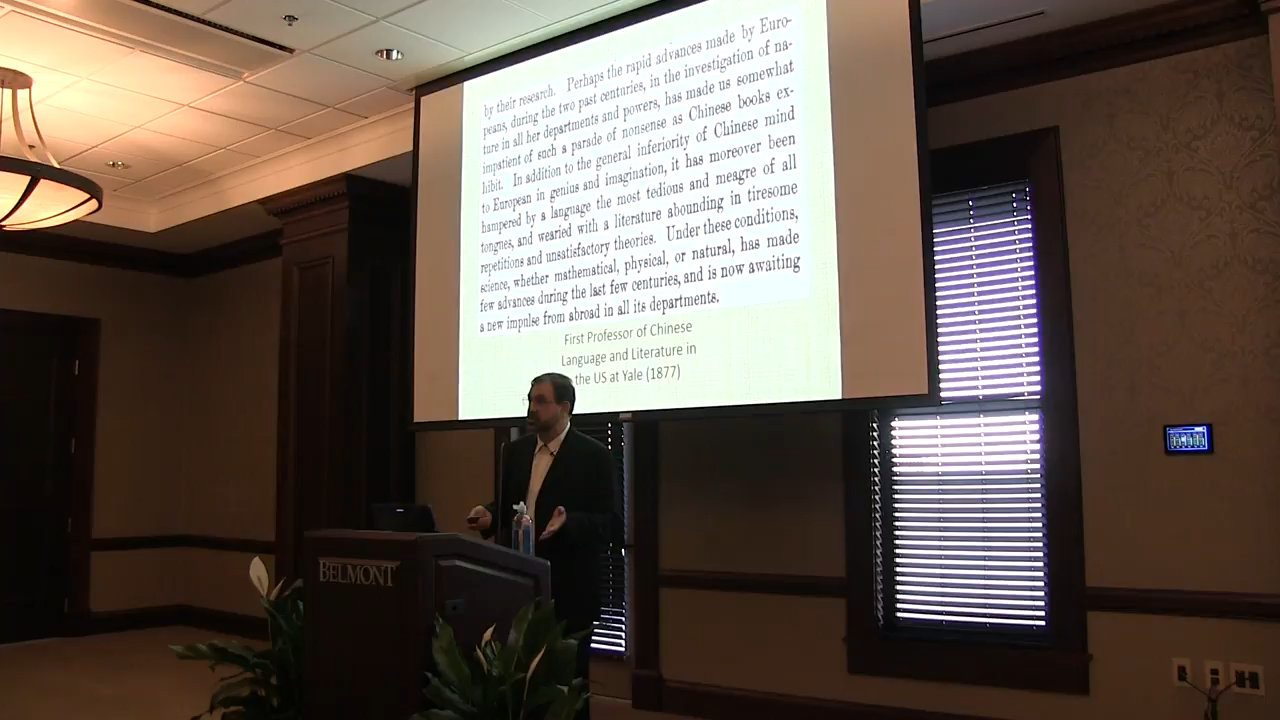 by their research. Perhaps the rapid advances made by Euro-
peans, during the two past centuries, in the investigation of na-
ture in all her departments and powers, has made us somewhat
impatient of such a parade of nonsense as Chinese books ex-
hibit. In addition to the general inferiority of Chinese mind
to European in genius and imagination, it has moreover been
hampered by a language the most tedious and meagre of all
tongues, and wearied with a literature abounding in tiresome
repetitions and unsatisfactory theories. Under these conditions,
science, whether mathematical, physical, or natural, has made
few advances during the last few centuries, and is now awaiting
a new impulse from abroad in all its departments.
First Professor of Chinese
Language and Literature in
the US at Yale (1877)
BELMONT